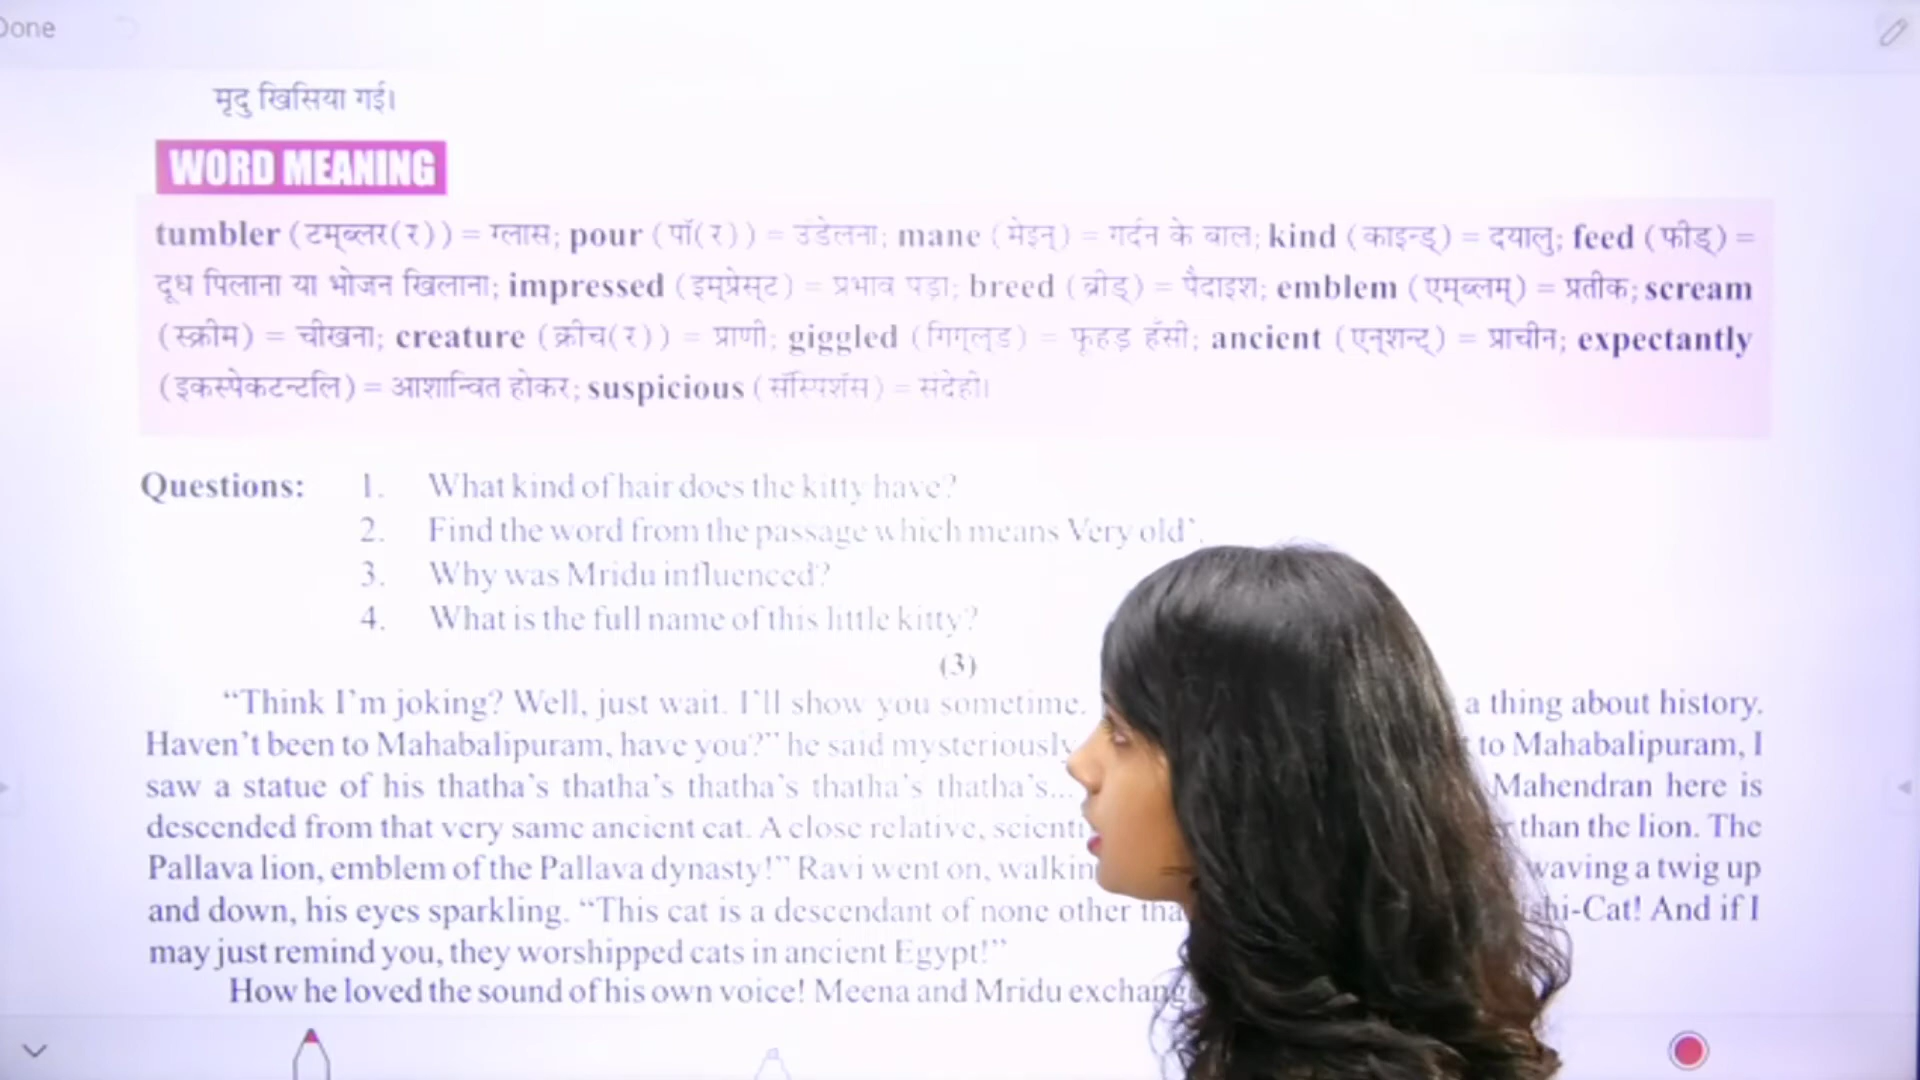 Done
मृदु खिसिया गई।
WORD MEANING
tumbler (टम्ब्लर(र)) = ग्लास; pour (पॉ(र)) = उंडेलना; mane (मेइन्) = गर्दन के बाल; kind (काइन्ड्) = दयालु; feed (फीड्) =
दूध पिलाना या भोजन खिलाना; impressed (इम्प्रेस्ट) = प्रभाव पड़ा; breed (ब्रीड्) = पैदाइश; emblem (एम्ब्लम्) = प्रतीक; scream
(स्क्रीम) = चीखना; creature (क्रीच(र)) = प्राणी; giggled (गिग्ल्ड) = फूहड़ हँसी; ancient (एन्शन्ट्) = प्राचीन; expectantly
(इकस्पेकटन्टलि) = आशान्वित होकर; suspicious (सॅस्पिशॅस) = संदेही।
Questions: 1. What kind of hair does the kitty have?
2. Find the word from the passage which means Very old'.
3. Why was Mridu influenced?
4. What is the full name of this little kitty?
(3)
“Think I'm joking? Well, just wait. I'll show you sometime. a thing about history.
Haven't been to Mahabalipuram, have you?” he said mysteriously to Mahabalipuram, I
saw a statue of his thatha's thatha's thatha's thatha's thatha's... Mahendran here is
descended from that very same ancient cat. A close relative, than the lion. The
Pallava lion, emblem of the Pallava dynasty!” Ravi went on, waving a twig up
and down, his eyes sparkling. “This cat is a descendant of none other -Cat! And if I
may just remind you, they worshipped cats in ancient Egypt!”
How he loved the sound of his own voice! Meena and Mridu